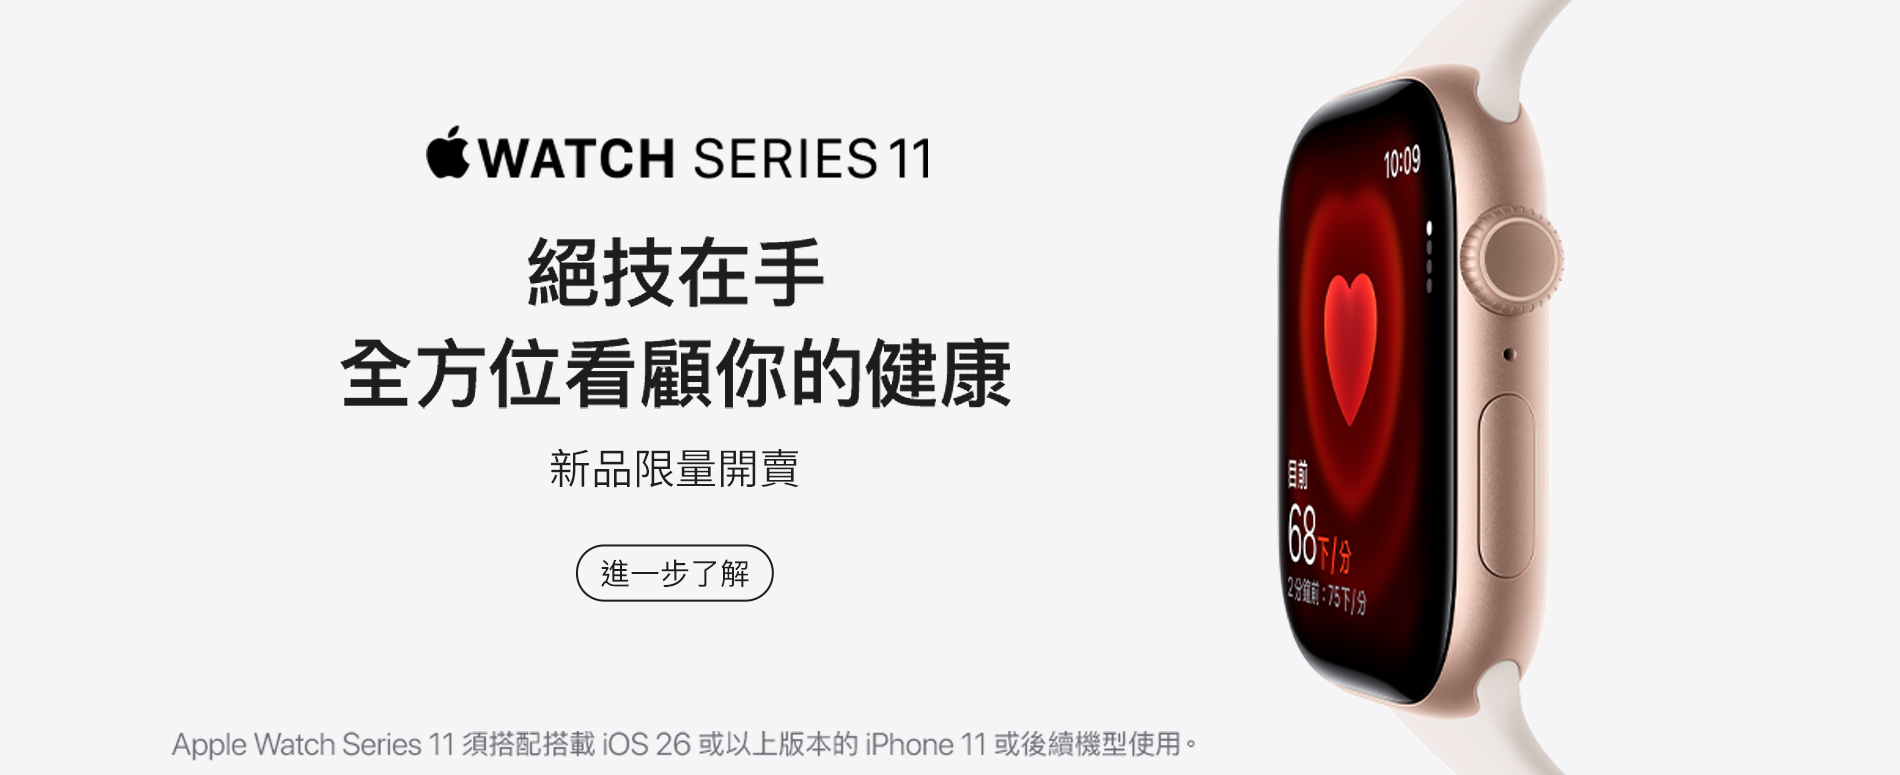 WATCH SERIES 11
絕技在手
全方位看顧你的健康
新品限量開賣
進一步了解
Apple Watch Series 11 須搭配搭載 iOS 26 或以上版本的 iPhone 11 或後續機型使用。
10:09
目前
68下/分
2分鐘前：75下/分